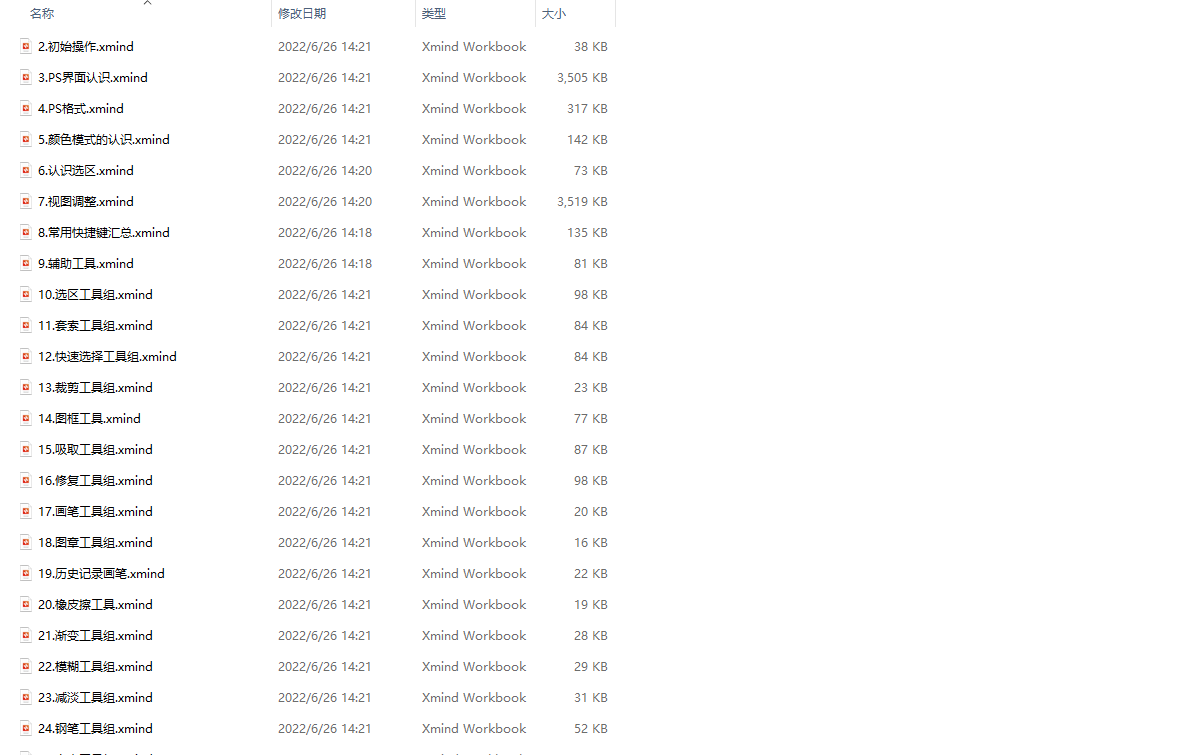 名称 修改日期 类型 大小
2.初始操作.xmind 2022/6/26 14:21 Xmind Workbook 38 KB
3.PS界面认识.xmind 2022/6/26 14:21 Xmind Workbook 3,505 KB
4.PS格式.xmind 2022/6/26 14:21 Xmind Workbook 317 KB
5.颜色模式的认识.xmind 2022/6/26 14:21 Xmind Workbook 142 KB
6.认识选区.xmind 2022/6/26 14:20 Xmind Workbook 73 KB
7.视图调整.xmind 2022/6/26 14:20 Xmind Workbook 3,519 KB
8.常用快捷键汇总.xmind 2022/6/26 14:18 Xmind Workbook 135 KB
9.辅助工具.xmind 2022/6/26 14:18 Xmind Workbook 81 KB
10.选区工具组.xmind 2022/6/26 14:21 Xmind Workbook 98 KB
11.套索工具组.xmind 2022/6/26 14:21 Xmind Workbook 84 KB
12.快速选择工具组.xmind 2022/6/26 14:21 Xmind Workbook 84 KB
13.裁剪工具组.xmind 2022/6/26 14:21 Xmind Workbook 23 KB
14.图框工具.xmind 2022/6/26 14:21 Xmind Workbook 77 KB
15.吸取工具组.xmind 2022/6/26 14:21 Xmind Workbook 87 KB
16.修复工具组.xmind 2022/6/26 14:21 Xmind Workbook 98 KB
17.画笔工具组.xmind 2022/6/26 14:21 Xmind Workbook 20 KB
18.图章工具组.xmind 2022/6/26 14:21 Xmind Workbook 16 KB
19.历史记录画笔.xmind 2022/6/26 14:21 Xmind Workbook 22 KB
20.橡皮擦工具.xmind 2022/6/26 14:21 Xmind Workbook 19 KB
21.渐变工具组.xmind 2022/6/26 14:21 Xmind Workbook 28 KB
22.模糊工具组.xmind 2022/6/26 14:21 Xmind Workbook 29 KB
23.减淡工具组.xmind 2022/6/26 14:21 Xmind Workbook 31 KB
24.钢笔工具组.xmind 2022/6/26 14:21 Xmind Workbook 52 KB